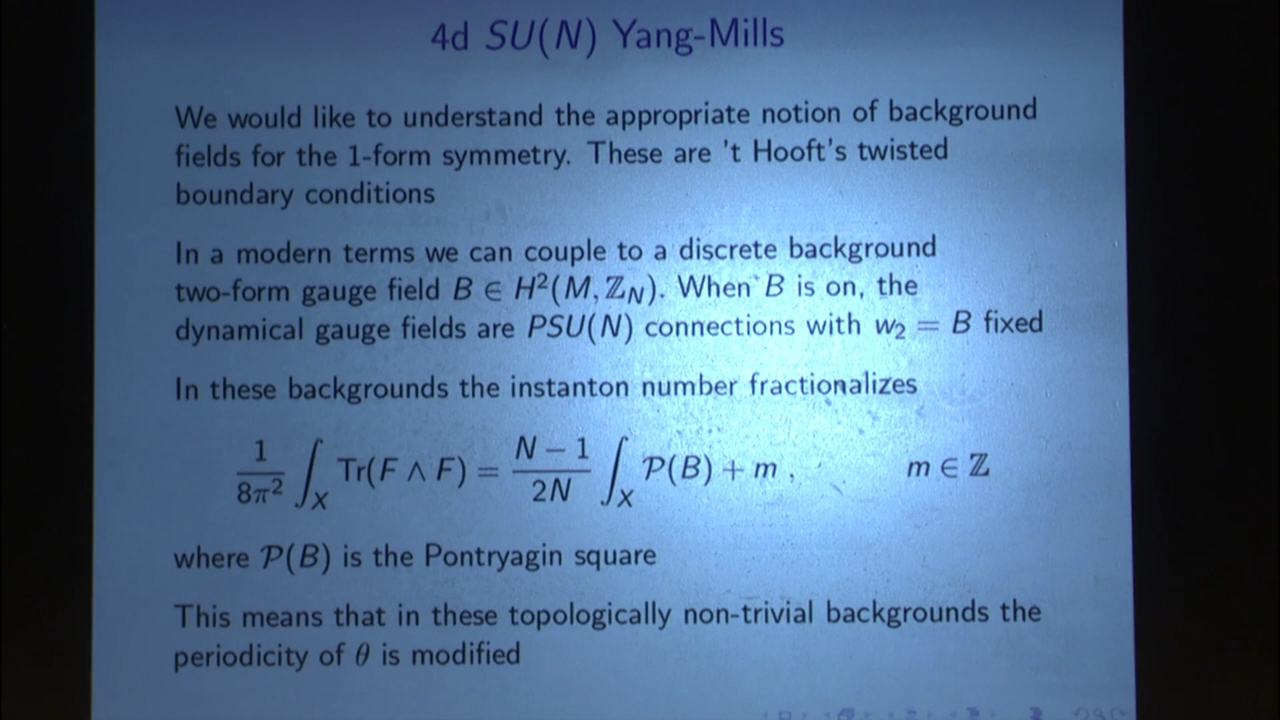 4d SU(N) Yang-Mills
We would like to understand the appropriate notion of background
fields for the 1-form symmetry. These are 't Hooft's twisted
boundary conditions
In a modern terms we can couple to a discrete background
two-form gauge field B ∈ H²(M, ℤ_N). When B is on, the
dynamical gauge fields are PSU(N) connections with w₂ = B fixed
In these backgrounds the instanton number fractionalizes
1/8π² ∫_X Tr(F ∧ F) = N − 1/2N ∫_X 𝒫(B) + m , m ∈ ℤ
where 𝒫(B) is the Pontryagin square
This means that in these topologically non-trivial backgrounds the
periodicity of θ is modified